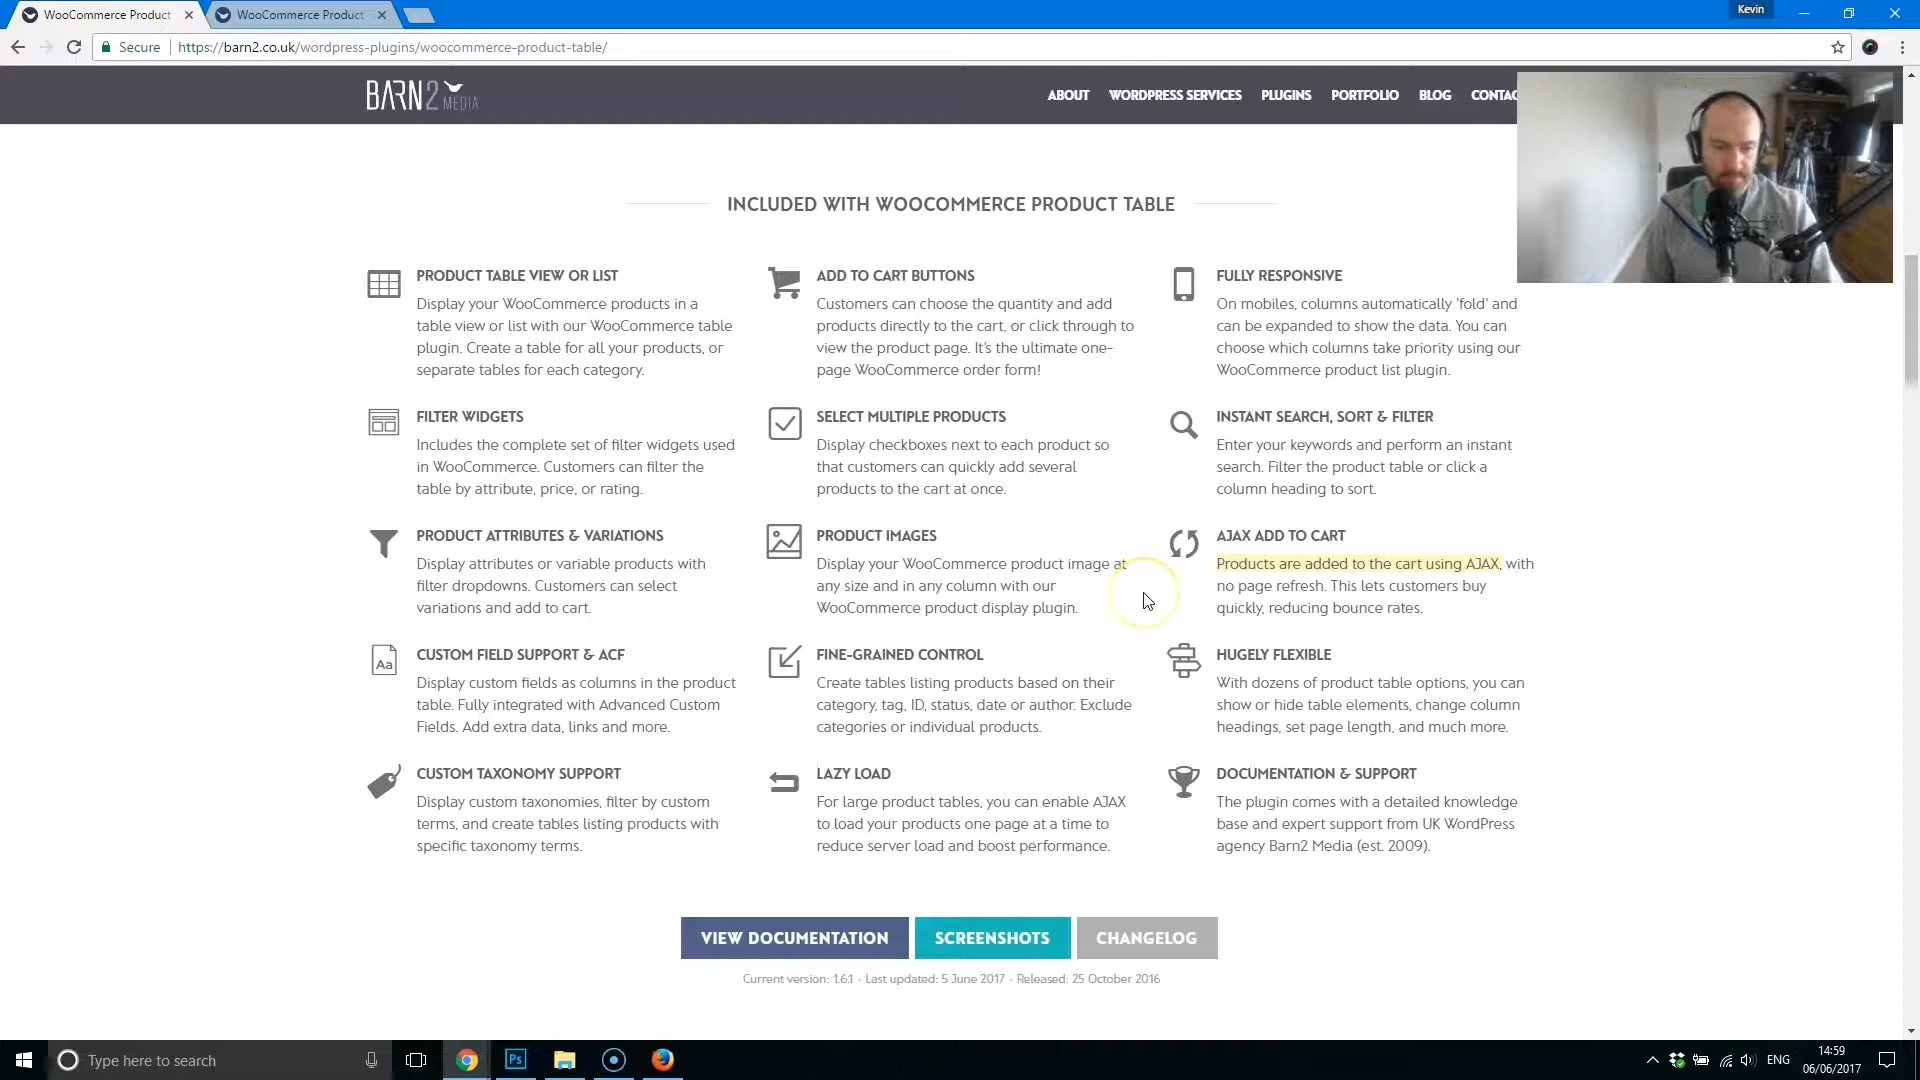 WooCommerce Product
WooCommerce Product
Kevin
Secure
https://barn2.co.uk/wordpress-plugins/woocommerce-product-table/
BARN2 MEDIA
ABOUT
WORDPRESS SERVICES
PLUGINS
PORTFOLIO
BLOG
CONTAC
INCLUDED WITH WOOCOMMERCE PRODUCT TABLE
PRODUCT TABLE VIEW OR LIST
Display your WooCommerce products in a
table view or list with our WooCommerce table
plugin. Create a table for all your products, or
separate tables for each category.
ADD TO CART BUTTONS
Customers can choose the quantity and add
products directly to the cart, or click through to
view the product page. It's the ultimate one-
page WooCommerce order form!
FULLY RESPONSIVE
On mobiles, columns automatically 'fold' and
can be expanded to show the data. You can
choose which columns take priority using our
WooCommerce product list plugin.
FILTER WIDGETS
Includes the complete set of filter widgets used
in WooCommerce. Customers can filter the
table by attribute, price, or rating.
SELECT MULTIPLE PRODUCTS
Display checkboxes next to each product so
that customers can quickly add several
products to the cart at once.
INSTANT SEARCH, SORT & FILTER
Enter your keywords and perform an instant
search. Filter the product table or click a
column heading to sort.
PRODUCT ATTRIBUTES & VARIATIONS
Display attributes or variable products with
filter dropdowns. Customers can select
variations and add to cart.
PRODUCT IMAGES
Display your WooCommerce product image at
any size and in any column with our
WooCommerce product display plugin.
AJAX ADD TO CART
Products are added to the cart using AJAX, with
no page refresh. This lets customers buy
quickly, reducing bounce rates.
Aa
CUSTOM FIELD SUPPORT & ACF
Display custom fields as columns in the product
table. Fully integrated with Advanced Custom
Fields. Add extra data, links and more.
FINE-GRAINED CONTROL
Create tables listing products based on their
category, tag, ID, status, date or author. Exclude
categories or individual products.
HUGELY FLEXIBLE
With dozens of product table options, you can
show or hide table elements, change column
headings, set page length, and much more.
CUSTOM TAXONOMY SUPPORT
Display custom taxonomies, filter by custom
terms, and create tables listing products with
specific taxonomy terms.
LAZY LOAD
For large product tables, you can enable AJAX
to load your products one page at a time to
reduce server load and boost performance.
DOCUMENTATION & SUPPORT
The plugin comes with a detailed knowledge
base and expert support from UK WordPress
agency Barn2 Media (est. 2009).
VIEW DOCUMENTATION
SCREENSHOTS
CHANGELOG
Current version: 1.6.1 · Last updated: 5 June 2017 · Released: 25 October 2016
Type here to search
Ps
ENG
14:59
06/06/2017